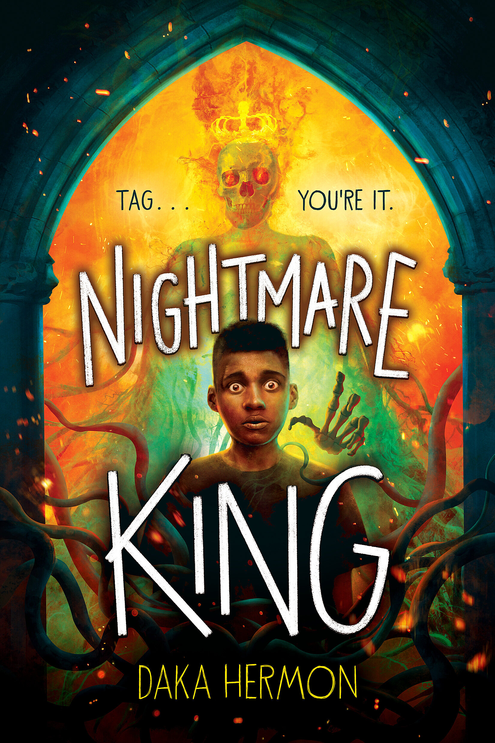 TAG... YOU'RE IT.
NIGHTMARE
KING
DAKA HERMON